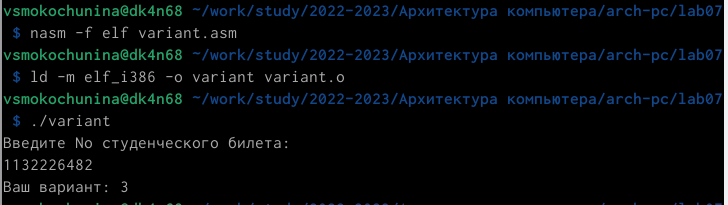 vsmokochunina@dk4n68 ~/work/study/2022-2023/Архитектура компьютера/arch-pc/lab07
$ nasm -f elf variant.asm
vsmokochunina@dk4n68 ~/work/study/2022-2023/Архитектура компьютера/arch-pc/lab07
$ ld -m elf_i386 -o variant variant.o
vsmokochunina@dk4n68 ~/work/study/2022-2023/Архитектура компьютера/arch-pc/lab07
$ ./variant
Введите No студенческого билета:
1132226482
Ваш вариант: 3